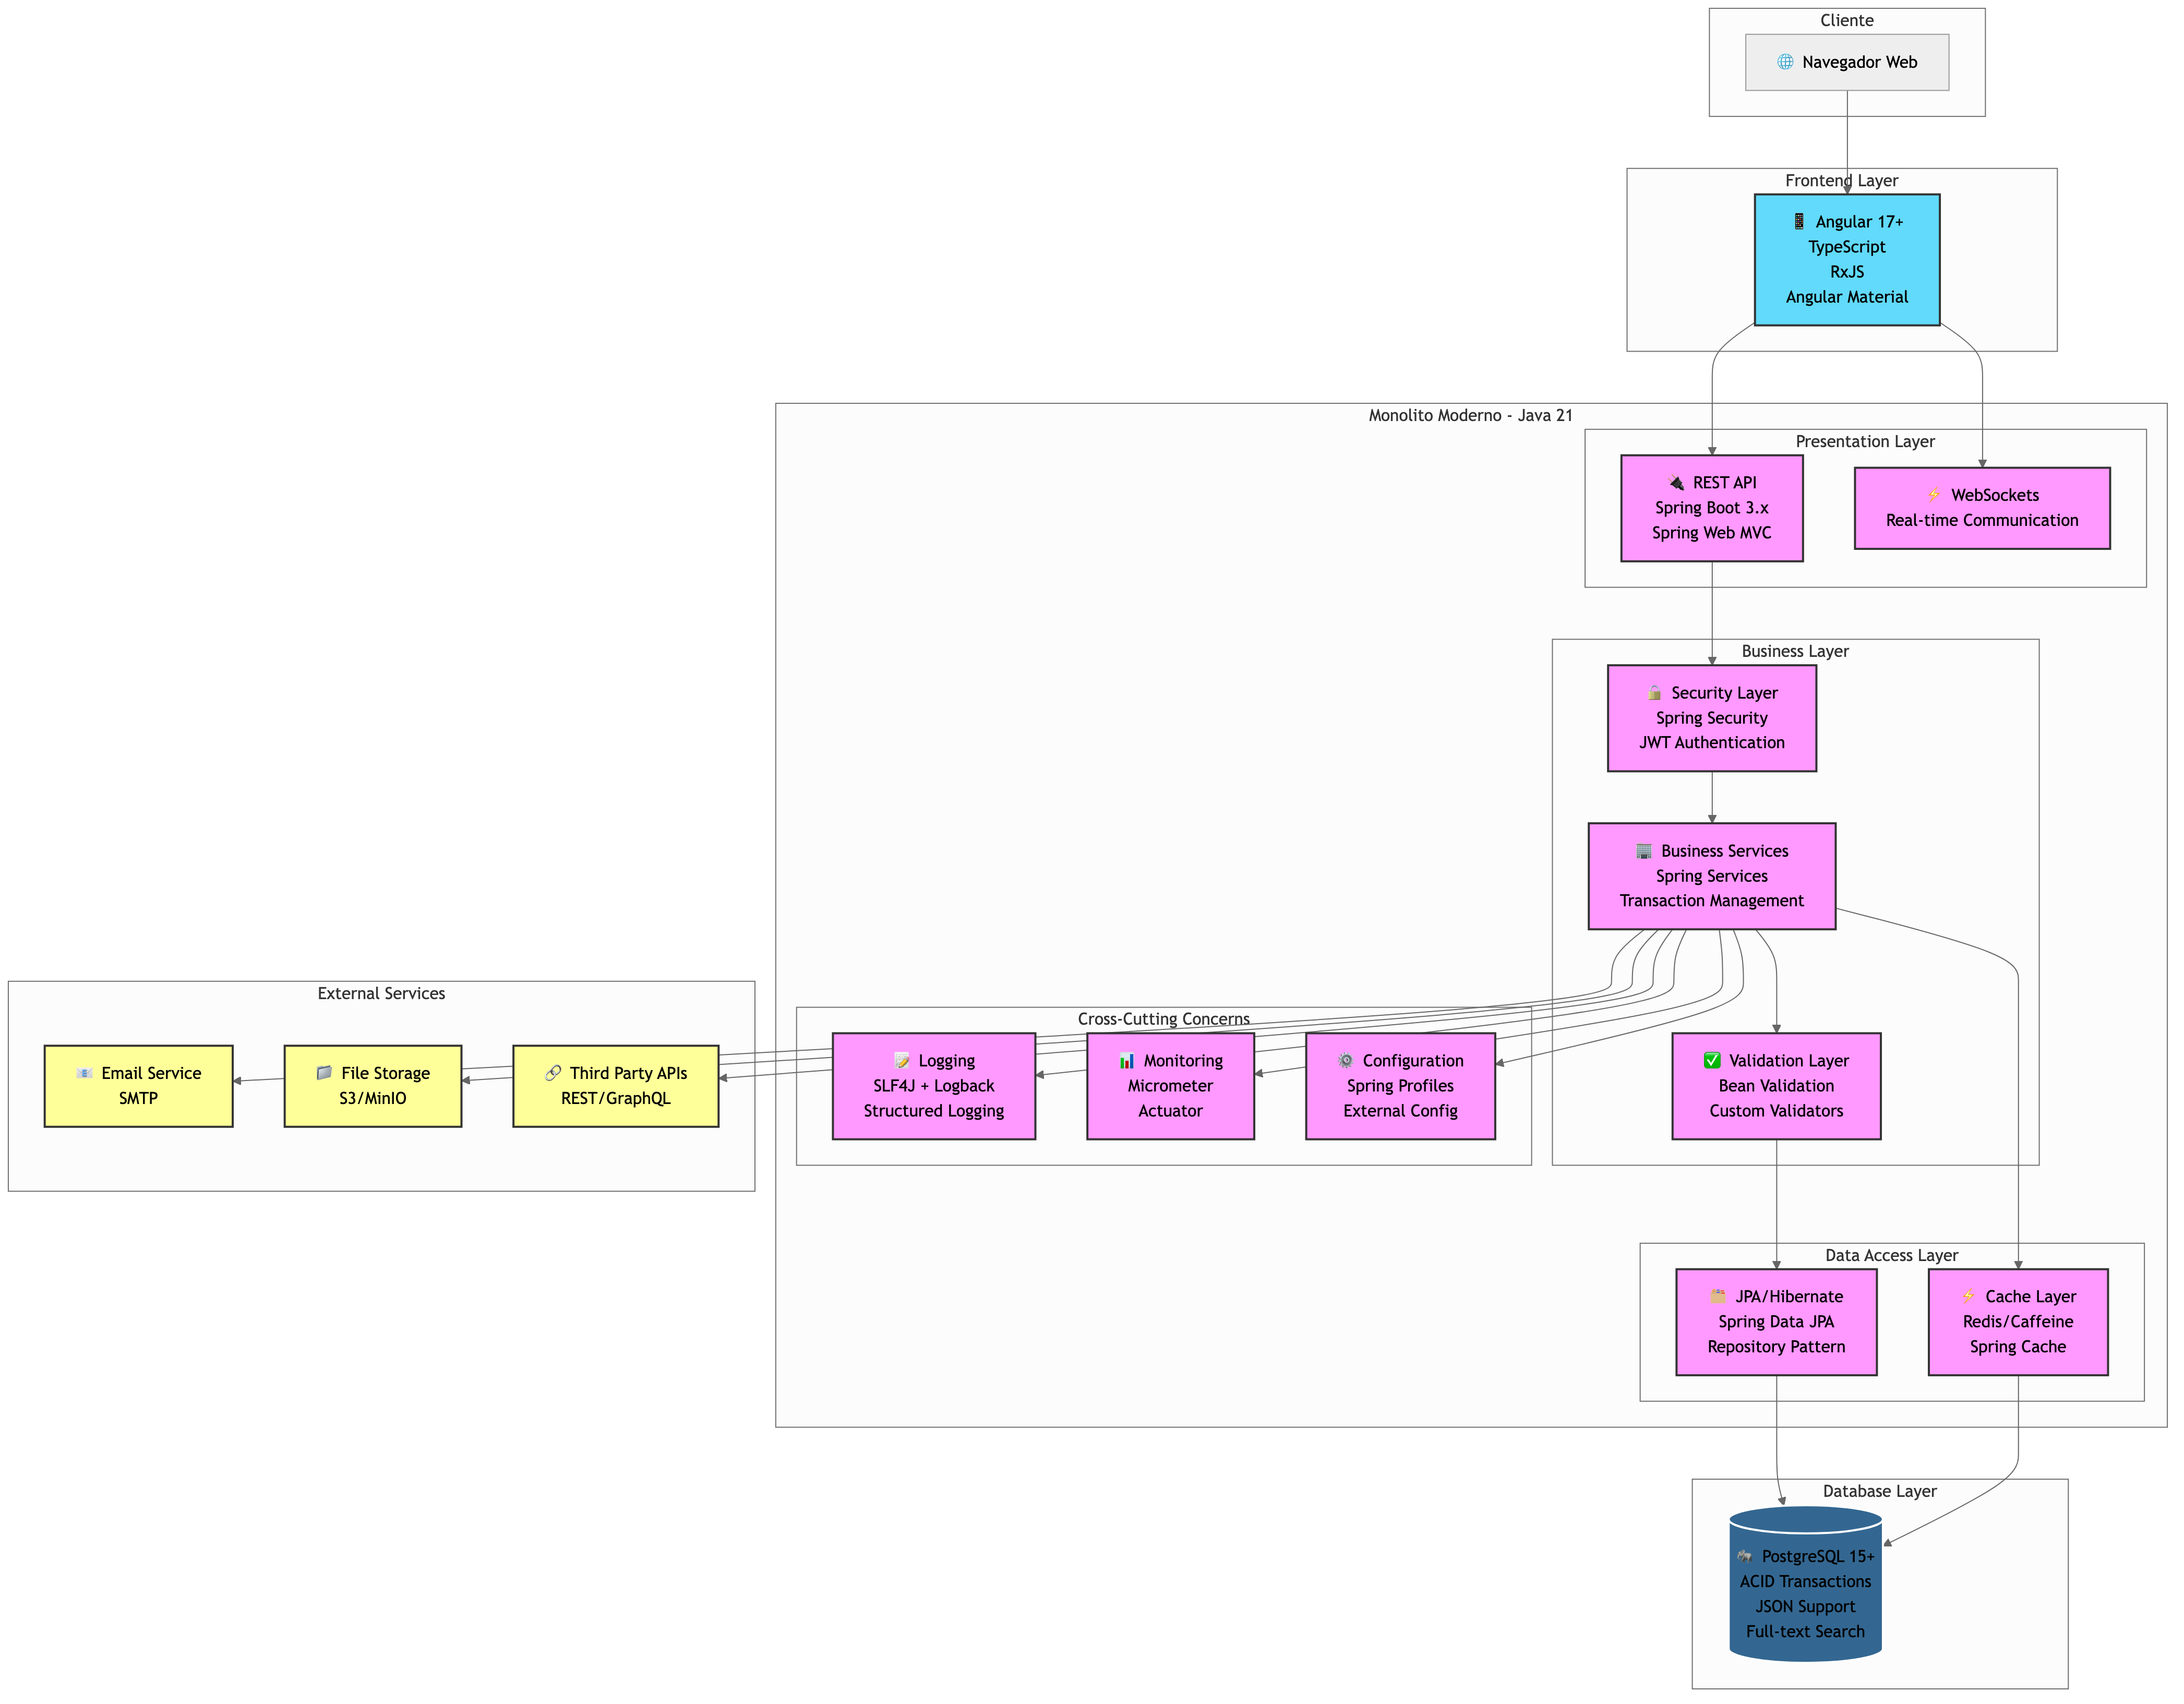 Cliente
🌐 Navegador Web
Frontend Layer
📱 Angular 17+
TypeScript
RxJS
Angular Material
Monolito Moderno - Java 21
Presentation Layer
🔌 REST API
Spring Boot 3.x
Spring Web MVC
⚡ WebSockets
Real-time Communication
Business Layer
🔒 Security Layer
Spring Security
JWT Authentication
🏢 Business Services
Spring Services
Transaction Management
External Services
📧 Email Service
SMTP
📁 File Storage
S3/MinIO
🔗 Third Party APIs
REST/GraphQL
Cross-Cutting Concerns
📝 Logging
SLF4J + Logback
Structured Logging
📊 Monitoring
Micrometer
Actuator
⚙️ Configuration
Spring Profiles
External Config
✅ Validation Layer
Bean Validation
Custom Validators
Data Access Layer
🗂️ JPA/Hibernate
Spring Data JPA
Repository Pattern
⚡ Cache Layer
Redis/Caffeine
Spring Cache
Database Layer
🐘 PostgreSQL 15+
ACID Transactions
JSON Support
Full-text Search